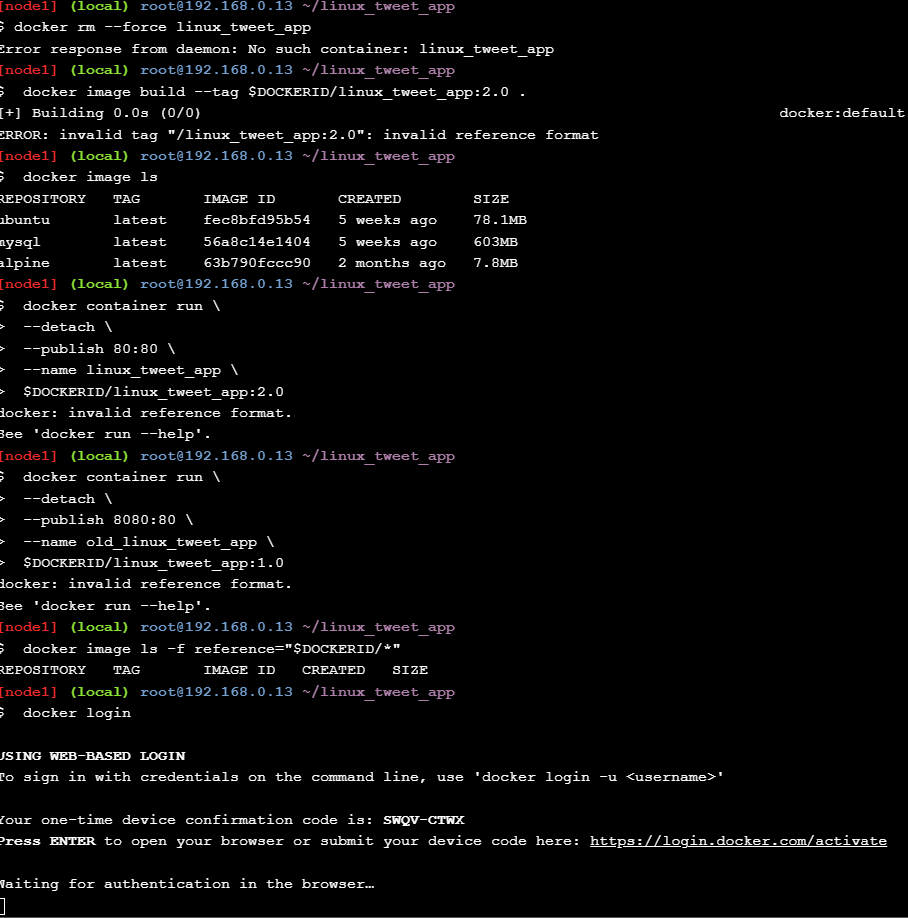 [node1] (local) root@192.168.0.13 ~/linux_tweet_app
$ docker rm --force linux_tweet_app
Error response from daemon: No such container: linux_tweet_app
[node1] (local) root@192.168.0.13 ~/linux_tweet_app
$  docker image build --tag $DOCKERID/linux_tweet_app:2.0 .
[+] Building 0.0s (0/0) docker:default
ERROR: invalid tag "/linux_tweet_app:2.0": invalid reference format
[node1] (local) root@192.168.0.13 ~/linux_tweet_app
$  docker image ls
REPOSITORY   TAG       IMAGE ID       CREATED        SIZE
ubuntu       latest    fec8bfd95b54   5 weeks ago    78.1MB
mysql        latest    56a8c14e1404   5 weeks ago    603MB
alpine       latest    63b790fccc90   2 months ago   7.8MB
[node1] (local) root@192.168.0.13 ~/linux_tweet_app
$  docker container run \
>  --detach \
>  --publish 80:80 \
>  --name linux_tweet_app \
>  $DOCKERID/linux_tweet_app:2.0
docker: invalid reference format.
See 'docker run --help'.
[node1] (local) root@192.168.0.13 ~/linux_tweet_app
$  docker container run \
>  --detach \
>  --publish 8080:80 \
>  --name old_linux_tweet_app \
>  $DOCKERID/linux_tweet_app:1.0
docker: invalid reference format.
See 'docker run --help'.
[node1] (local) root@192.168.0.13 ~/linux_tweet_app
$  docker image ls -f reference="$DOCKERID/*"
REPOSITORY   TAG       IMAGE ID   CREATED   SIZE
[node1] (local) root@192.168.0.13 ~/linux_tweet_app
$  docker login
USING WEB-BASED LOGIN
To sign in with credentials on the command line, use 'docker login -u <username>'
Your one-time device confirmation code is: SWQV-CTWX
Press ENTER to open your browser or submit your device code here: https://login.docker.com/activate
Waiting for authentication in the browser…